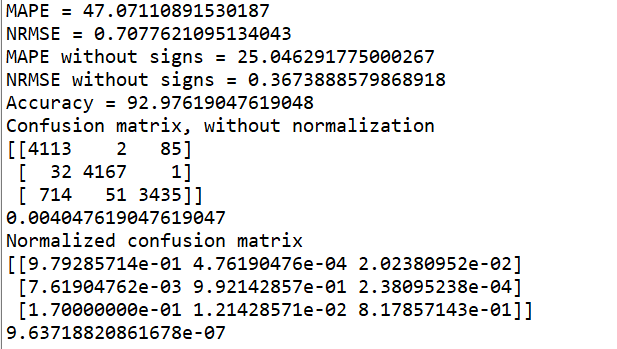 MAPE = 47.07110891530187
NRMSE = 0.7077621095134043
MAPE without signs = 25.046291775000267
NRMSE without signs = 0.3673888579868918
Accuracy = 92.97619047619048
Confusion matrix, without normalization
[[4113    2   85]
 [  32 4167    1]
 [ 714   51 3435]]
0.004047619047619047
Normalized confusion matrix
[[9.79285714e-01 4.76190476e-04 2.02380952e-02]
 [7.61904762e-03 9.92142857e-01 2.38095238e-04]
 [1.70000000e-01 1.21428571e-02 8.17857143e-01]]
9.63718820861678e-07